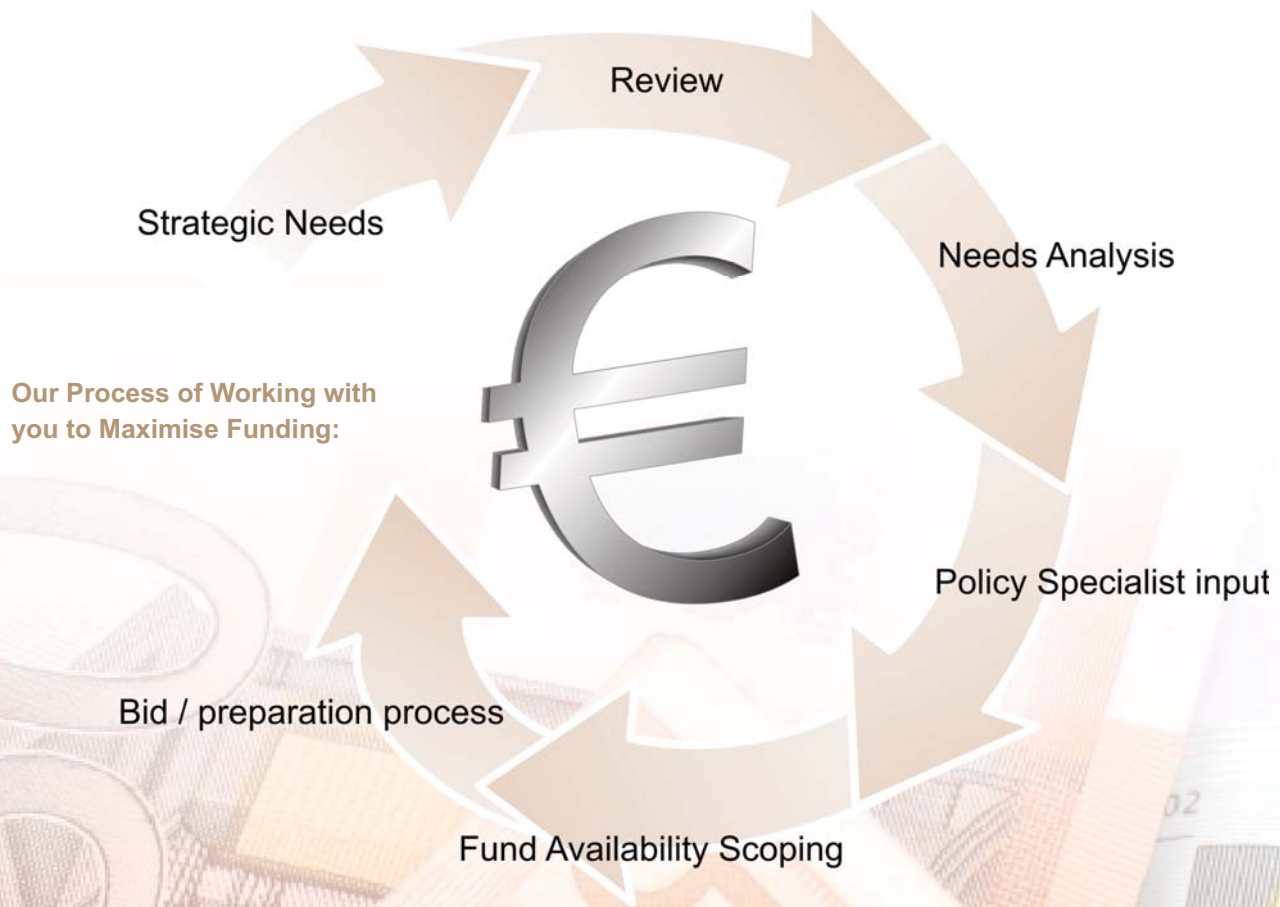 Review
Strategic Needs
Needs Analysis
Our Process of Working with
you to Maximise Funding:
€
Policy Specialist input
Bid / preparation process
02
Fund Availability Scoping